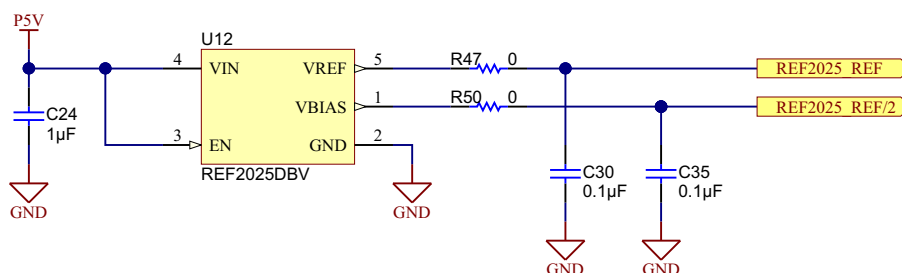 P5V
U12
4 VIN VREF 5 R47 0 REF2025_REF
VBIAS 1 R50 0 REF2025_REF/2
C24
1µF
3 EN GND 2
REF2025DBV
C30
0.1µF
C35
0.1µF
GND
GND
GND
GND